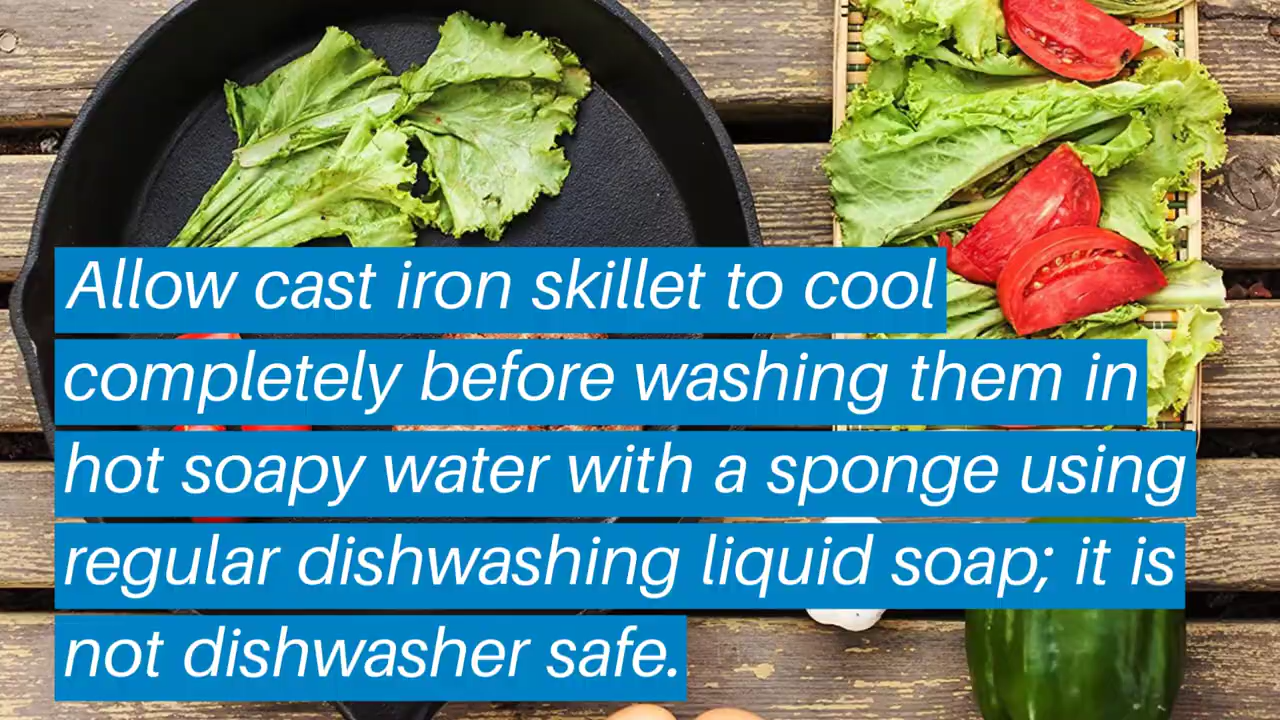 Allow cast iron skillet to cool
completely before washing them in
hot soapy water with a sponge using
regular dishwashing liquid soap; it is
not dishwasher safe.